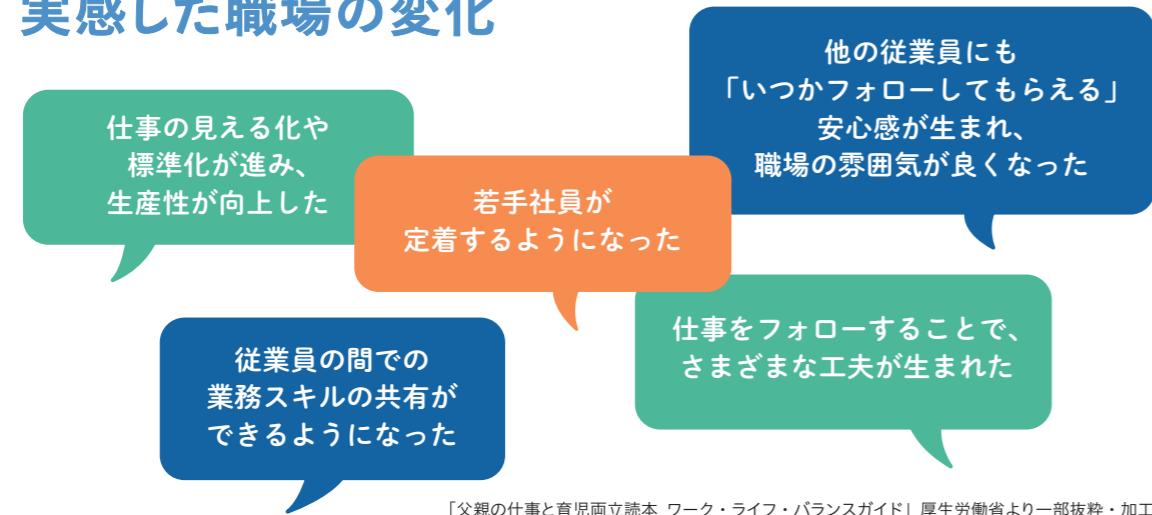 実感した職場の変化
仕事の見える化や
標準化が進み、
生産性が向上した
若手社員が
定着するようになった
他の従業員にも
「いつかフォローしてもらえる」
安心感が生まれ、
職場の雰囲気が良くなった
従業員の間での
業務スキルの共有が
できるようになった
仕事をフォローすることで、
さまざまな工夫が生まれた
「父親の仕事と育児両立読本 ワーク・ライフ・バランスガイド」厚生労働省より一部抜粋・加工